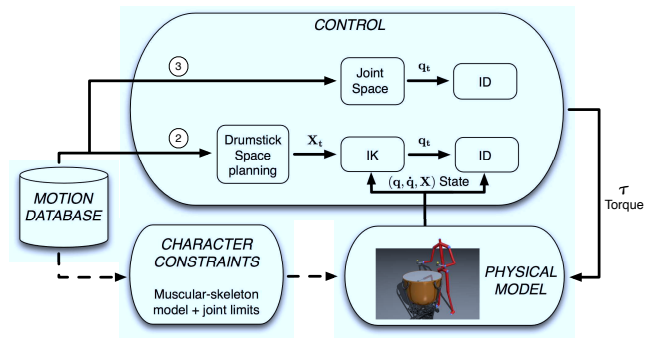 CONTROL
3
Joint
Space
q_t
ID
2
Drumstick
Space
planning
X_t
IK
q_t
ID
(q, q̇, X) State
MOTION
DATABASE
τ
Torque
CHARACTER
CONSTRAINTS
Muscular-skeleton
model + joint limits
PHYSICAL
MODEL